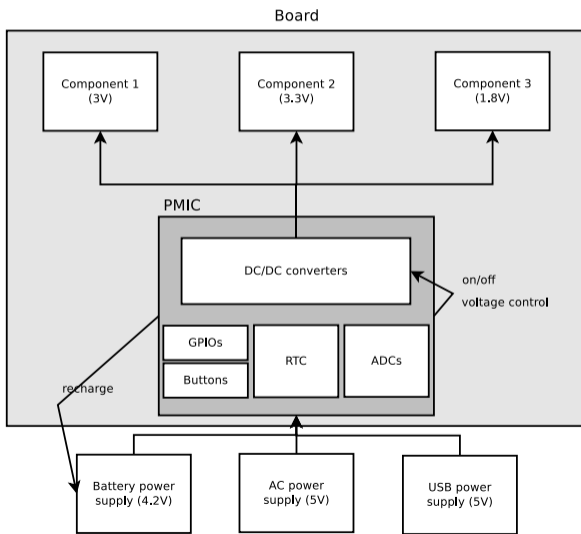 Board
Component 1
(3V)
Component 2
(3.3V)
Component 3
(1.8V)
PMIC
DC/DC converters
on/off
voltage control
GPIOs
Buttons
RTC
ADCs
recharge
Battery power
supply (4.2V)
AC power
supply (5V)
USB power
supply (5V)